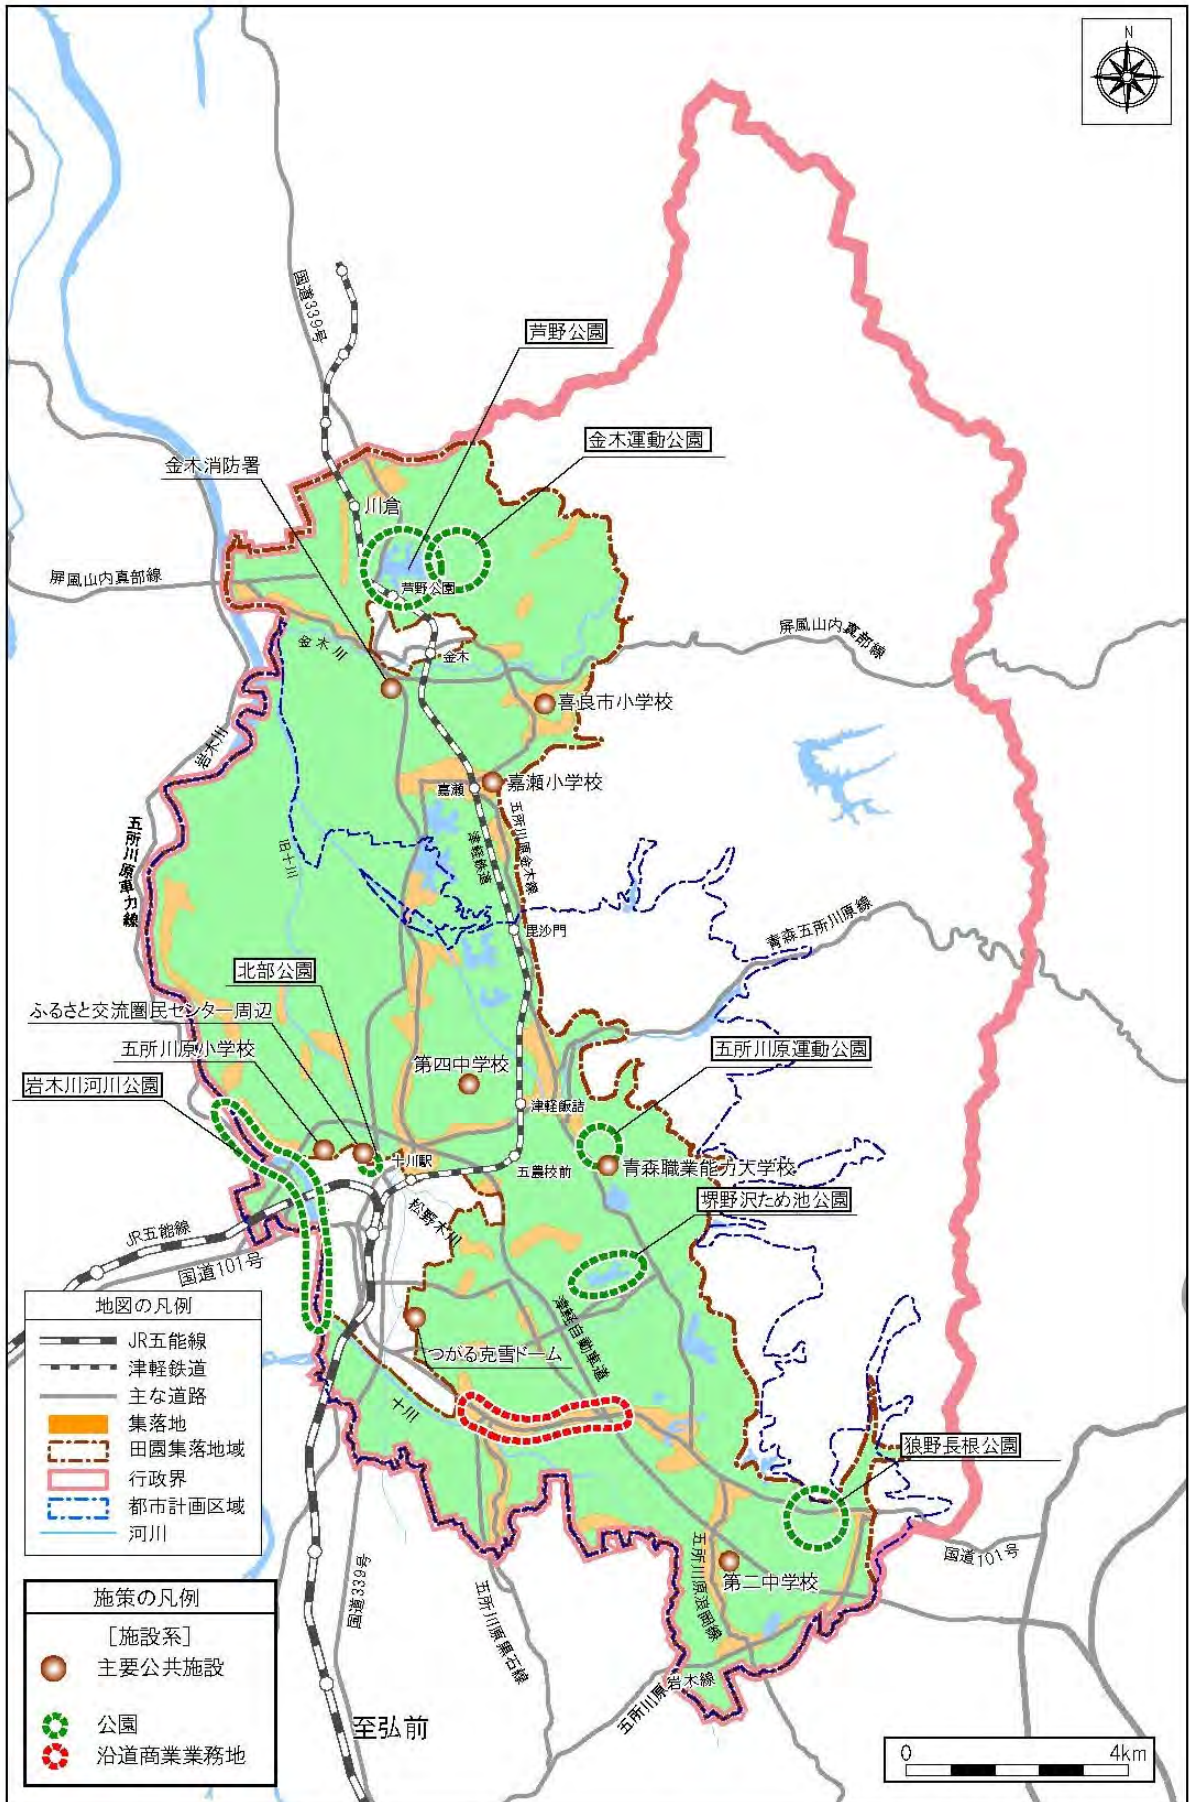 N
国道339号
芦野公園
金木運動公園
金木消防署
川倉
屏風山内真部線
芦野公園
金木川
金木
屏風山内真部線
喜良市小学校
岩木川
嘉瀬
嘉瀬小学校
五所川原車力線
旧十川
津軽鉄道
五所川原金木線
毘沙門
青森五所川原線
北部公園
ふるさと交流圏民センター周辺
五所川原小学校
第四中学校
五所川原運動公園
岩木川河川公園
津軽飯詰
十川駅
五農校前
青森職業能力大学校
堺野沢ため池公園
松野木川
JR五能線
国道101号
津軽自動車道
つがる克雪ドーム
十川
狼野長根公園
国道101号
第二中学校
五所川原浪岡線
国道339号
五所川原黒石線
五所川原岩木線
至弘前
地図の凡例
JR五能線
津軽鉄道
主な道路
集落地
田園集落地域
行政界
都市計画区域
河川
施策の凡例
[施設系]
主要公共施設
公園
沿道商業業務地
0 4km